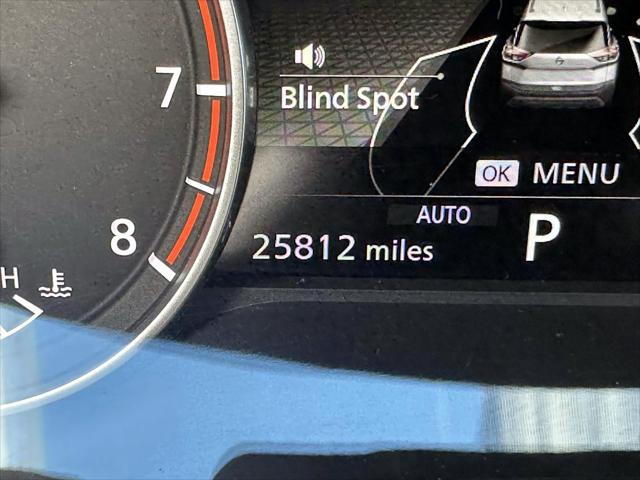 7
Blind Spot
OK MENU
AUTO
8
25812 miles
P
H